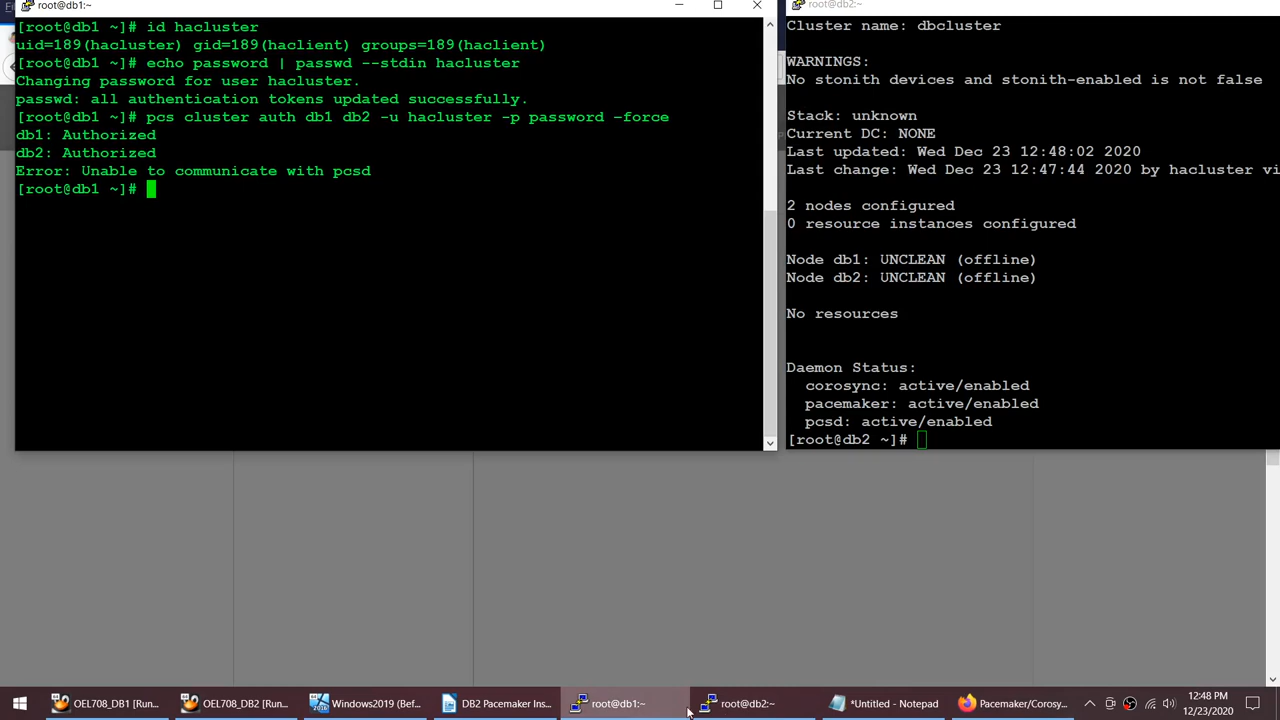 root@db1:~
[root@db1 ~]# id hacluster
uid=189(hacluster) gid=189(haclient) groups=189(haclient)
[root@db1 ~]# echo password | passwd --stdin hacluster
Changing password for user hacluster.
passwd: all authentication tokens updated successfully.
[root@db1 ~]# pcs cluster auth db1 db2 -u hacluster -p password –force
db1: Authorized
db2: Authorized
Error: Unable to communicate with pcsd
[root@db1 ~]#
root@db2:~
Cluster name: dbcluster
WARNINGS:
No stonith devices and stonith-enabled is not false
Stack: unknown
Current DC: NONE
Last updated: Wed Dec 23 12:48:02 2020
Last change: Wed Dec 23 12:47:44 2020 by hacluster vi
2 nodes configured
0 resource instances configured
Node db1: UNCLEAN (offline)
Node db2: UNCLEAN (offline)
No resources
Daemon Status:
corosync: active/enabled
pacemaker: active/enabled
pcsd: active/enabled
[root@db2 ~]#
OEL708_DB1 [Run...
OEL708_DB2 [Run...
Windows2019 (Bef...
DB2 Pacemaker Ins...
root@db1:~
root@db2:~
*Untitled - Notepad
Pacemaker/Corosy...
12:48 PM
12/23/2020